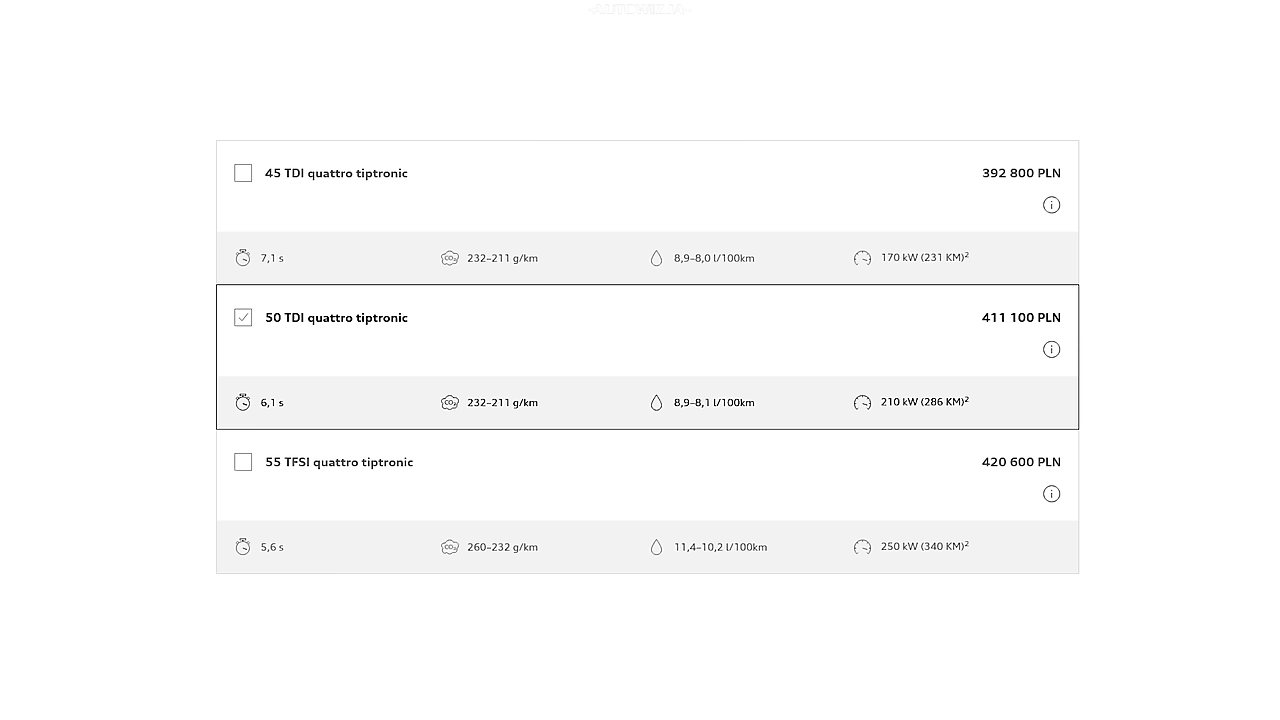 45 TDI quattro tiptronic 392 800 PLN
7,1 s 232–211 g/km 8,9–8,0 l/100km 170 kW (231 KM)²
50 TDI quattro tiptronic 411 100 PLN
6,1 s 232–211 g/km 8,9–8,1 l/100km 210 kW (286 KM)²
55 TFSI quattro tiptronic 420 600 PLN
5,6 s 260–232 g/km 11,4–10,2 l/100km 250 kW (340 KM)²